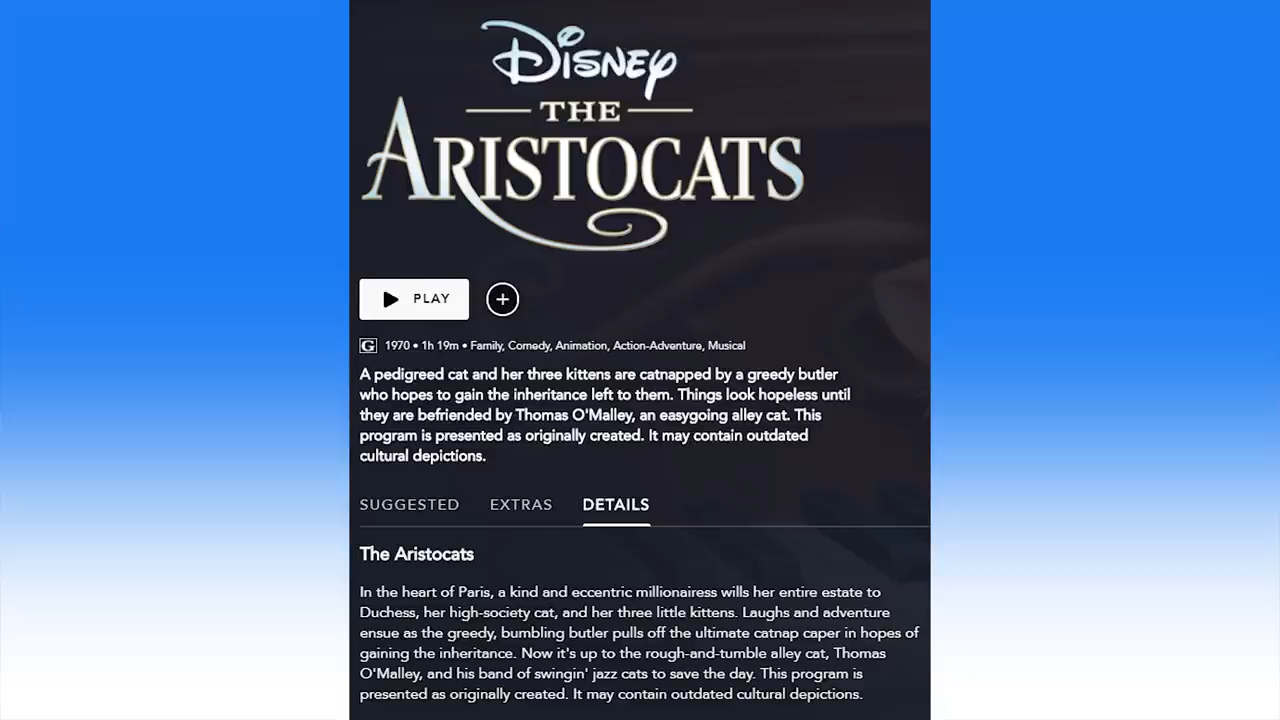 Disney
THE
ARISTOCATS
PLAY
G 1970 • 1h 19m • Family, Comedy, Animation, Action-Adventure, Musical
A pedigreed cat and her three kittens are catnapped by a greedy butler
who hopes to gain the inheritance left to them. Things look hopeless until
they are befriended by Thomas O'Malley, an easygoing alley cat. This
program is presented as originally created. It may contain outdated
cultural depictions.
SUGGESTED EXTRAS DETAILS
The Aristocats
In the heart of Paris, a kind and eccentric millionairess wills her entire estate to
Duchess, her high-society cat, and her three little kittens. Laughs and adventure
ensue as the greedy, bumbling butler pulls off the ultimate catnap caper in hopes of
gaining the inheritance. Now it's up to the rough-and-tumble alley cat, Thomas
O'Malley, and his band of swingin' jazz cats to save the day. This program is
presented as originally created. It may contain outdated cultural depictions.